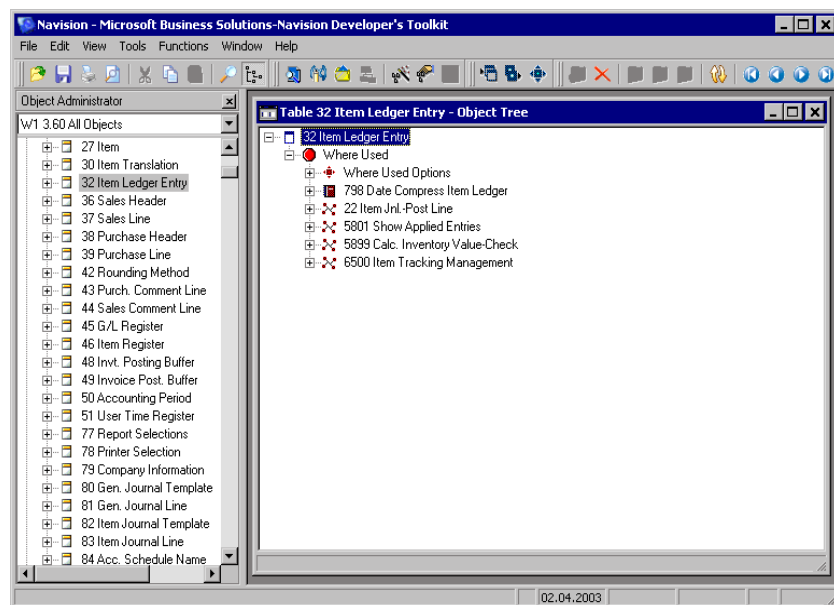 Navision - Microsoft Business Solutions-Navision Developer's Toolkit
File Edit View Tools Functions Window Help
Object Administrator
W1 3.60 All Objects
27 Item
30 Item Translation
32 Item Ledger Entry
36 Sales Header
37 Sales Line
38 Purchase Header
39 Purchase Line
42 Rounding Method
43 Purch. Comment Line
44 Sales Comment Line
45 G/L Register
46 Item Register
48 Invt. Posting Buffer
49 Invoice Post. Buffer
50 Accounting Period
51 User Time Register
77 Report Selections
78 Printer Selection
79 Company Information
80 Gen. Journal Template
81 Gen. Journal Line
82 Item Journal Template
83 Item Journal Line
84 Acc. Schedule Name
Table 32 Item Ledger Entry - Object Tree
32 Item Ledger Entry
Where Used
Where Used Options
798 Date Compress Item Ledger
22 Item Jnl.-Post Line
5801 Show Applied Entries
5899 Calc. Inventory Value-Check
6500 Item Tracking Management
02.04.2003